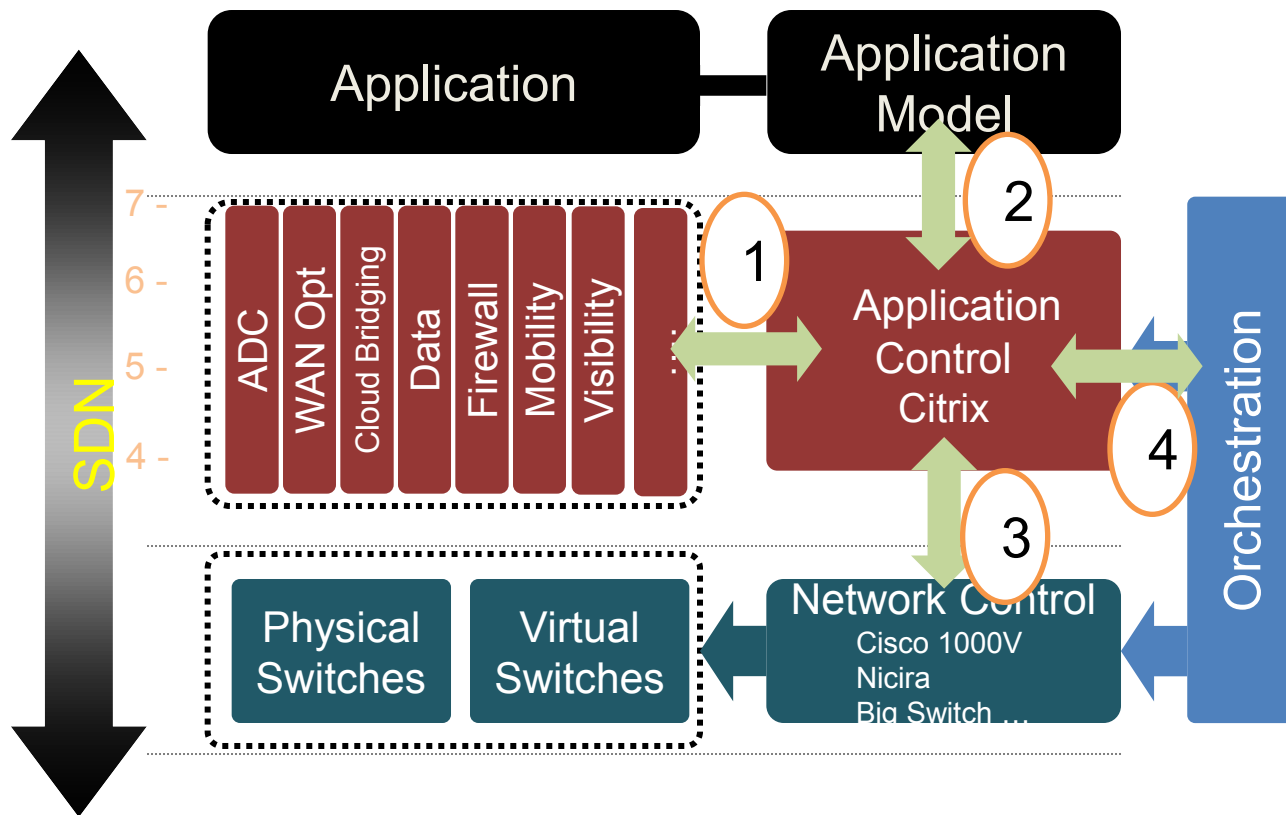 Application
Application
Model
SDN
7 -
6 -
5 -
4 -
ADC
WAN Opt
Cloud Bridging
Data
Firewall
Mobility
Visibility
...
1
2
Application
Control
Citrix
3
4
Orchestration
Physical
Switches
Virtual
Switches
Network Control
Cisco 1000V
Nicira
Big Switch ...